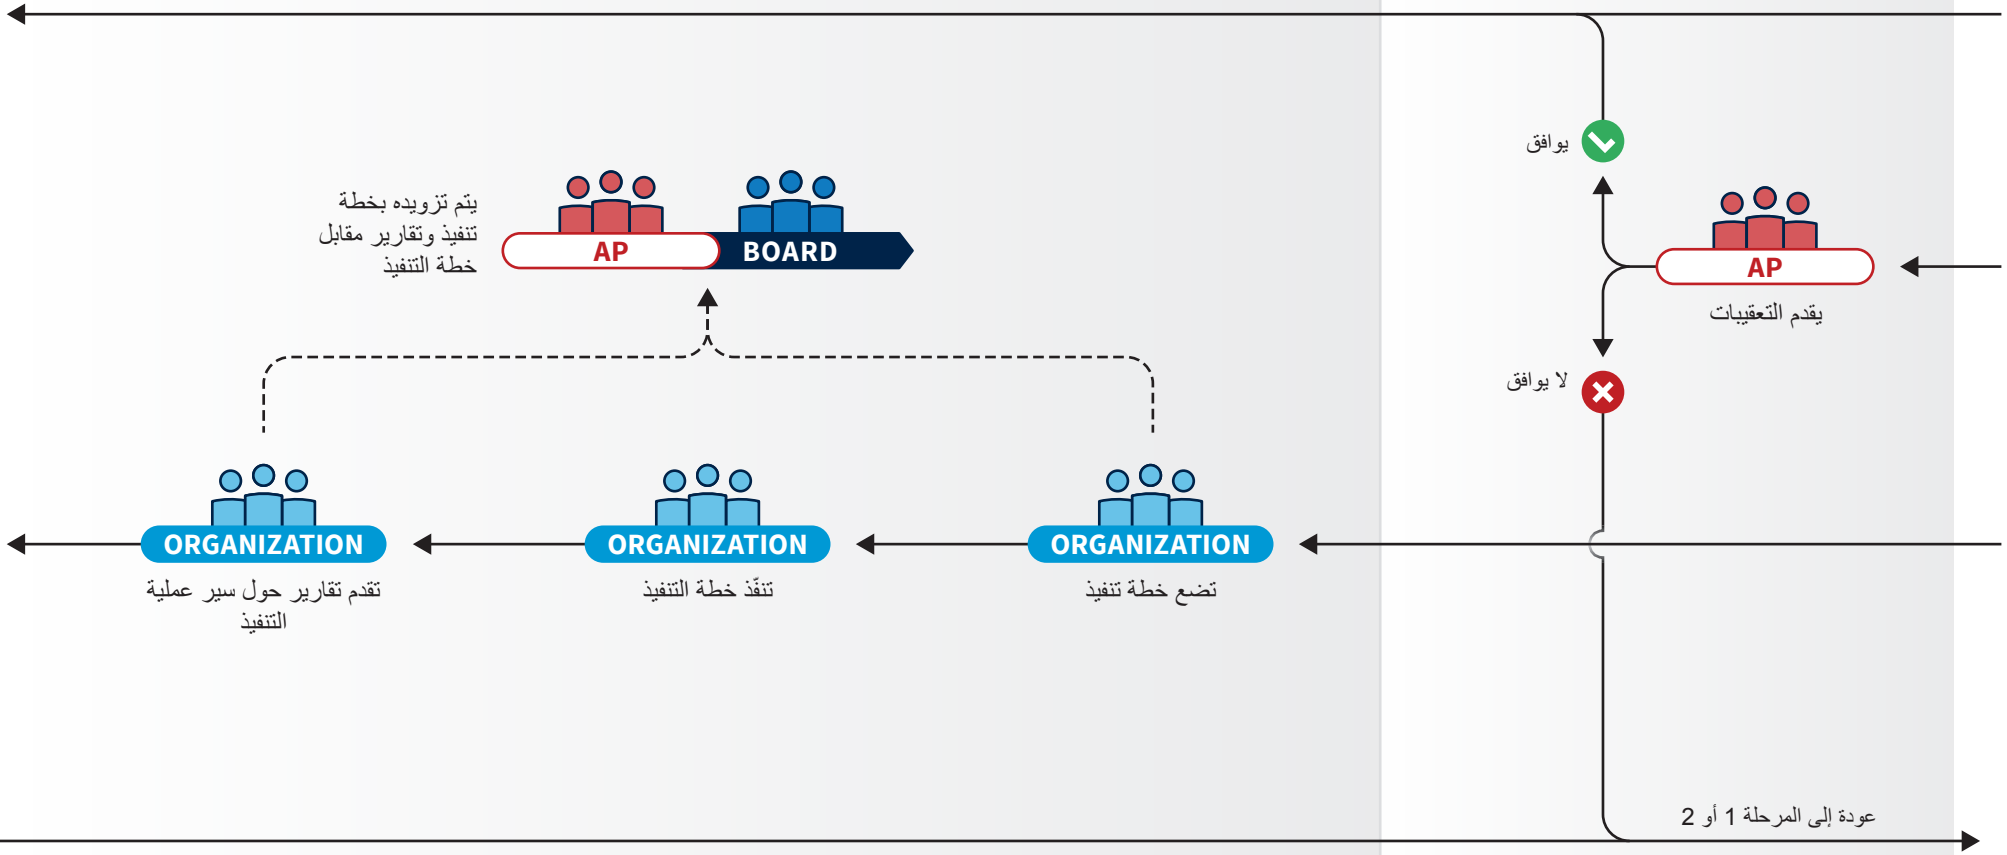 يوافق
AP
يقدم التعقيبات
لا يوافق
عودة إلى المرحلة 1 أو 2
يتم تزويده بخطة
تنفيذ وتقارير مقابل
خطة التنفيذ
AP
BOARD
ORGANIZATION
تضع خطة تنفيذ
ORGANIZATION
تنفّذ خطة التنفيذ
ORGANIZATION
تقدم تقارير حول سير عملية
التنفيذ